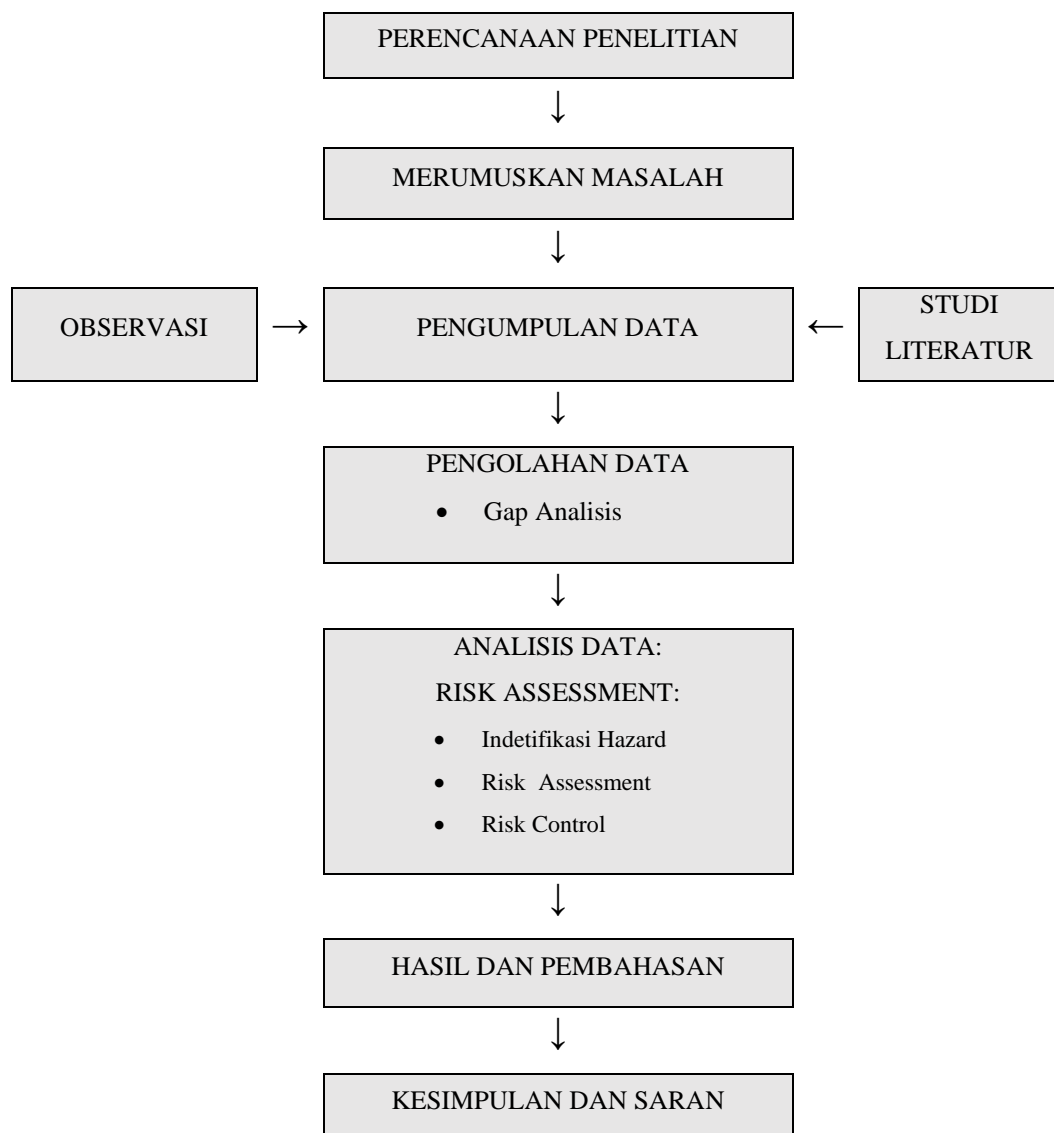 PERENCANAAN PENELITIAN
↓
MERUMUSKAN MASALAH
↓
OBSERVASI → PENGUMPULAN DATA ← STUDI
LITERATUR
↓
PENGOLAHAN DATA
• Gap Analisis
↓
ANALISIS DATA:
RISK ASSESSMENT:
• Indetifikasi Hazard
• Risk Assessment
• Risk Control
↓
HASIL DAN PEMBAHASAN
↓
KESIMPULAN DAN SARAN